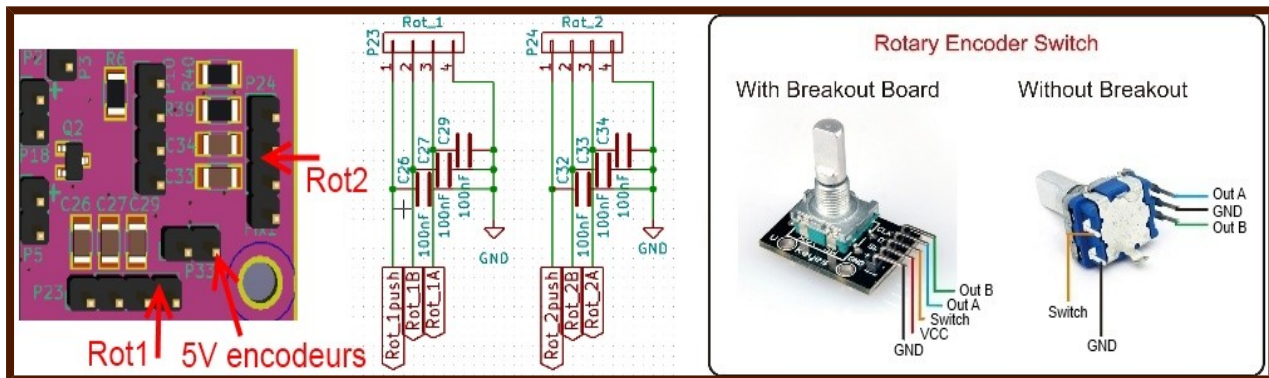 P2
P3
R6
P10
R40
P24
R39
Q2
C34
P18
C33
Rot2
C26 C27 C29
P5
P33
P23
Rot1
5V encodeurs
Rot_1
P23
1 2 3 4
C26
C27
C29
100nF
100nF
100nF
GND
Rot_1push
Rot_1B
Rot_1A
Rot_2
P24
1 2 3 4
C32
C33
C34
100nF
100nF
100nF
GND
Rot_2push
Rot_2B
Rot_2A
Rotary Encoder Switch
With Breakout Board
Out B
Out A
Switch
VCC
GND
Without Breakout
Out A
GND
Out B
Switch
GND